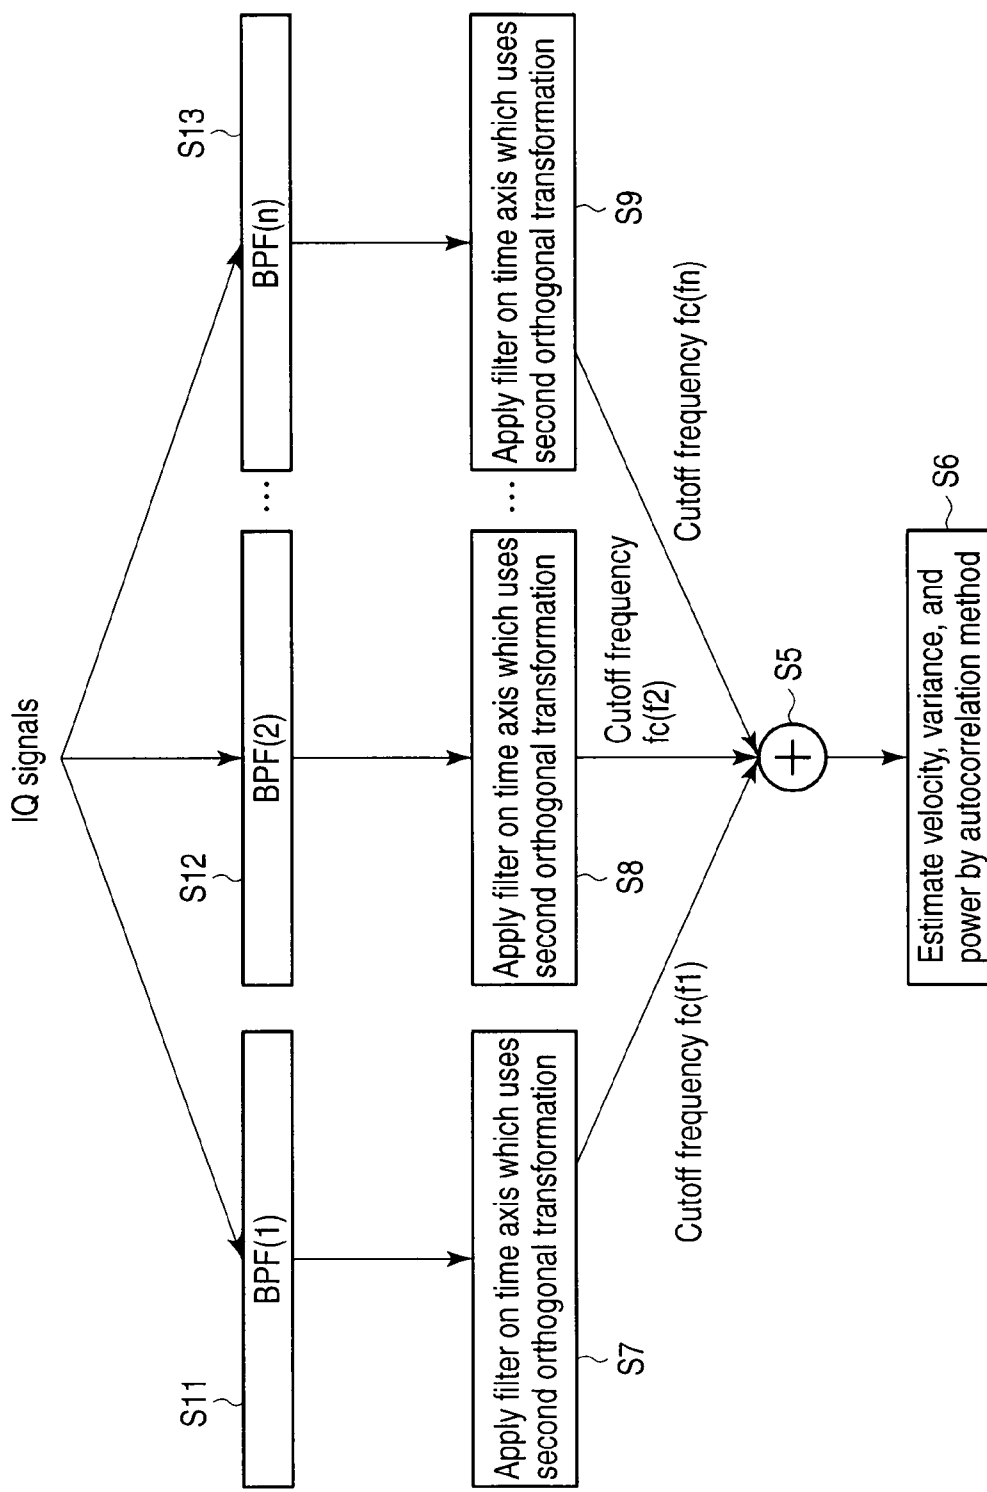 IQ signals
S11
S12
S13
BPF(1)
BPF(2)
...
BPF(n)
Apply filter on time axis which uses
second orthogonal transformation
Apply filter on time axis which uses
second orthogonal transformation
...
Apply filter on time axis which uses
second orthogonal transformation
S7
S8
S9
Cutoff frequency fc(f1)
Cutoff frequency
fc(f2)
Cutoff frequency fc(fn)
S5
+
S6
Estimate velocity, variance, and
power by autocorrelation method